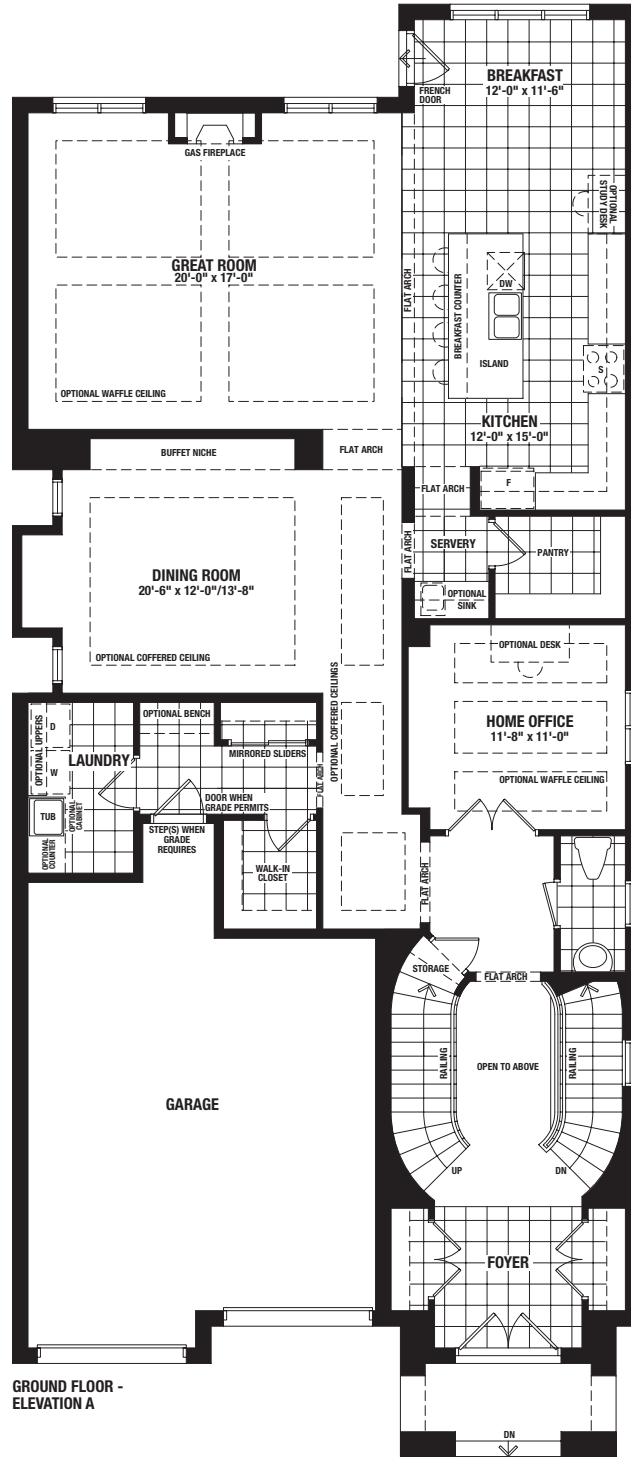 BREAKFAST
12'-0" x 11'-6"
FRENCH
DOOR
GAS FIREPLACE
OPTIONAL
STUDY DESK
GREAT ROOM
20'-0" x 17'-0"
FLAT ARCH
BREAKFAST COUNTER
DW
ISLAND
S
OPTIONAL WAFFLE CEILING
KITCHEN
12'-0" x 15'-0"
BUFFET NICHE
FLAT ARCH
FLAT ARCH
F
FLAT ARCH
SERVERY
PANTRY
DINING ROOM
20'-6" x 12'-0"/13'-8"
OPTIONAL
SINK
OPTIONAL COFFERED CEILING
OPTIONAL DESK
OPTIONAL COFFERED CEILINGS
HOME OFFICE
11'-8" x 11'-0"
OPTIONAL WAFFLE CEILING
OPTIONAL UPPERS
D
W
LAUNDRY
OPTIONAL BENCH
MIRRORED SLIDERS
FLAT ARCH
DOOR WHEN
GRADE PERMITS
TUB
OPTIONAL
CABINET
OPTIONAL
COUNTER
STEP(S) WHEN
GRADE
REQUIRES
WALK-IN
CLOSET
FLAT ARCH
STORAGE
FLAT ARCH
RAILING
OPEN TO ABOVE
RAILING
GARAGE
UP
DN
FOYER
GROUND FLOOR -
ELEVATION A
DN